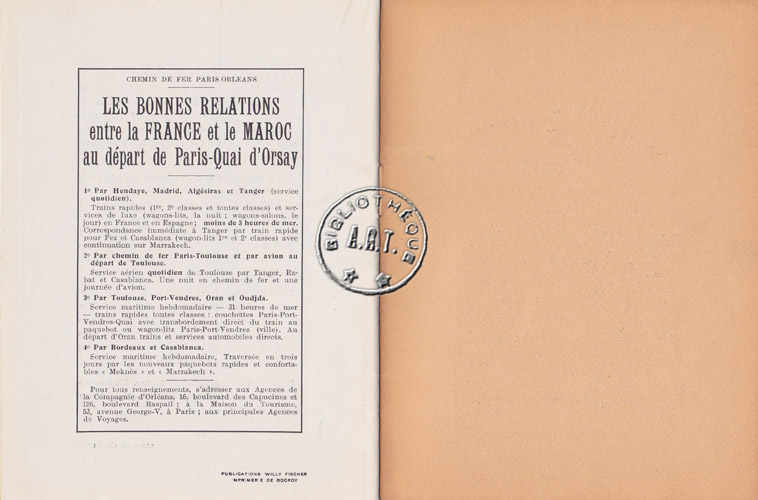 CHEMIN DE FER PARIS ORLEANS
LES BONNES RELATIONS
entre la FRANCE et le MAROC
au départ de Paris-Quai d'Orsay
1º Par Hendaye, Madrid, Algésiras et Tanger (service
quotidien).
Trains rapides (1re, 2e classes et toutes classes) et ser-
vices de luxe (wagons-lits, la nuit ; wagons-salons, le
jour) en France et en Espagne ; moins de 3 heures de mer.
Correspondance immédiate à Tanger par train rapide
pour Fez et Casablanca (wagon-lits 1re et 2e classes) avec
continuation sur Marrakech.
2º Par chemin de fer Paris-Toulouse et par avion au
départ de Toulouse.
Service aérien quotidien de Toulouse par Tanger, Ra-
bat et Casablanca. Une nuit en chemin de fer et une
journée d'avion.
3º Par Toulouse, Port-Vendres, Oran et Oudjda.
Service maritime hebdomadaire — 31 heures de mer
— trains rapides toutes classes : couchettes Paris-Port-
Vendres-Quai avec transbordement direct du train au
paquebot ou wagon-lits Paris-Port-Vendres (ville). Au
départ d'Oran trains et services automobiles directs.
4º Par Bordeaux et Casablanca.
Service maritime hebdomadaire, Traversée en trois
jours par les nouveaux paquebots rapides et conforta-
bles « Meknès » et « Marrakech ».
Pour tous renseignements, s'adresser aux Agences de
la Compagnie d'Orléans, 16, boulevard des Capucines et
126, boulevard Raspail ; à la Maison du Tourisme,
53, avenue George-V, à Paris ; aux principales Agences
de Voyages.
PUBLICATIONS WILLY FISCHER
IMPRIMERIE DE ROCROY
BIBLIOTHÈQUE
A.R.T.